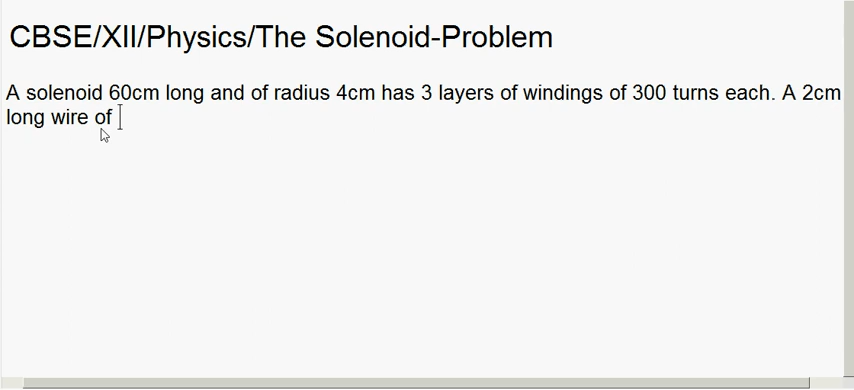 CBSE/XII/Physics/The Solenoid-Problem
A solenoid 60cm long and of radius 4cm has 3 layers of windings of 300 turns each. A 2cm
long wire of